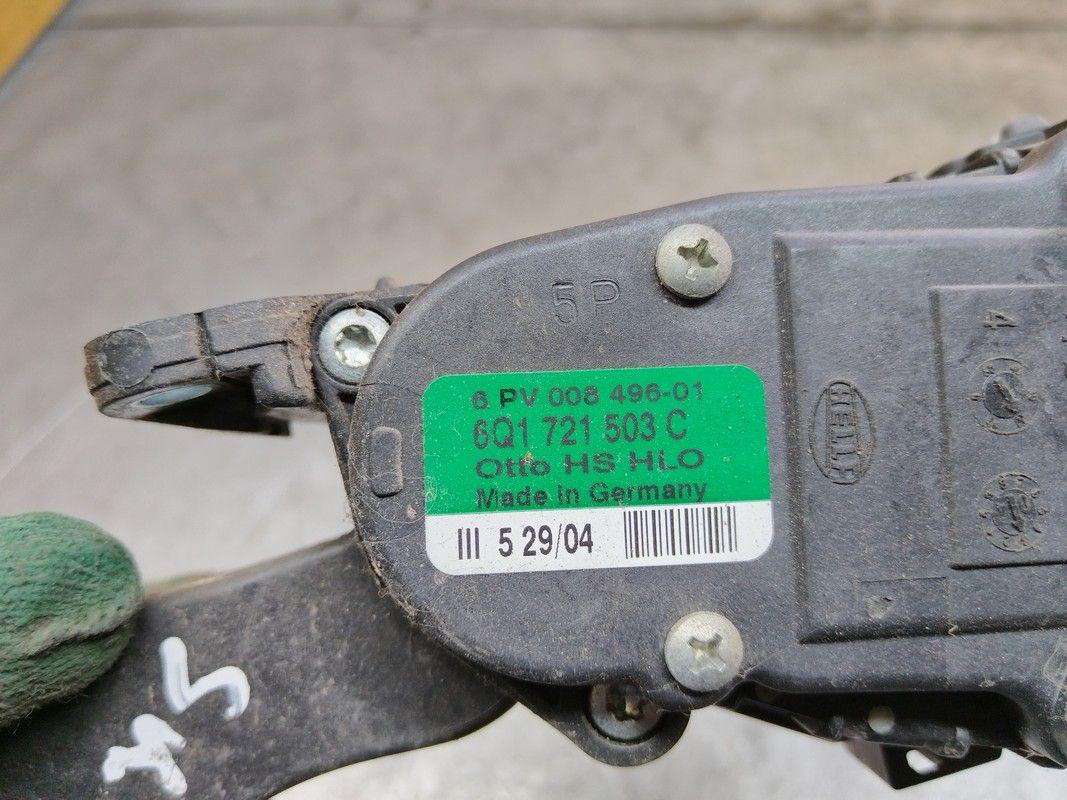 5P
6 PV 008 496-01
6Q1 721 503 C
Otto HS HLO
Made in Germany
III 5 29/04
HELLA
4